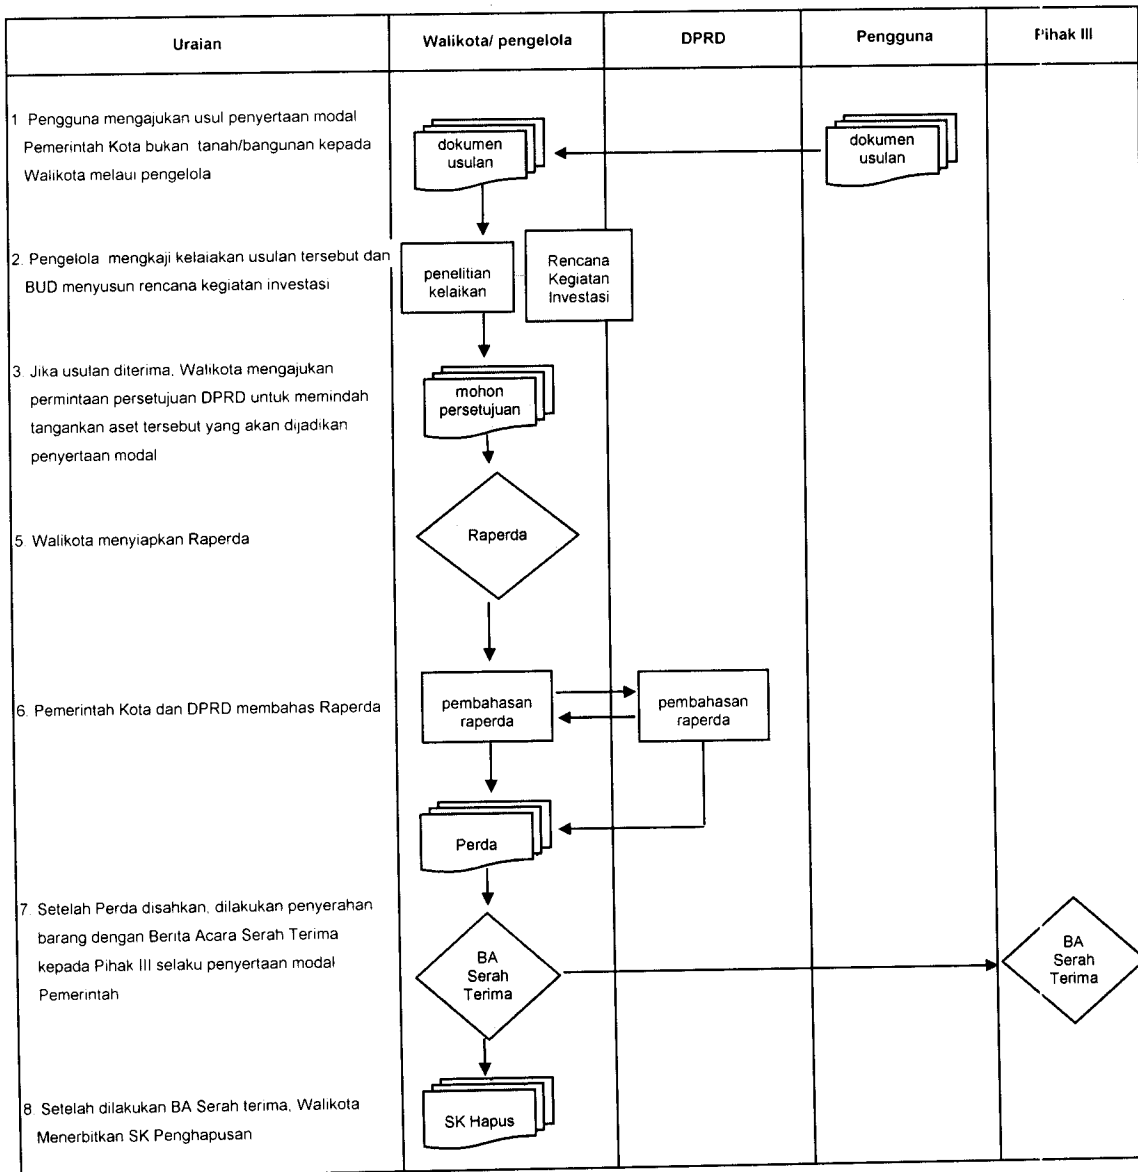 Uraian
Walikota/ pengelola
DPRD
Pengguna
Pihak III
1 Pengguna mengajukan usul penyertaan modal
Pemerintah Kota bukan tanah/bangunan kepada
Walikota melaui pengelola
dokumen
usulan
dokumen
usulan
2. Pengelola mengkaji kelaiakan usulan tersebut dan
BUD menyusun rencana kegiatan investasi
penelitian
kelaikan
Rencana
Kegiatan
Investasi
3. Jika usulan diterima, Walikota mengajukan
permintaan persetujuan DPRD untuk memindah
tangankan aset tersebut yang akan dijadikan
penyertaan modal
mohon
persetujuan
5. Walikota menyiapkan Raperda
Raperda
6. Pemerintah Kota dan DPRD membahas Raperda
pembahasan
raperda
pembahasan
raperda
Perda
7. Setelah Perda disahkan, dilakukan penyerahan
barang dengan Berita Acara Serah Terima
kepada Pihak III selaku penyertaan modal
Pemerintah
BA
Serah
Terima
BA
Serah
Terima
8. Setelah dilakukan BA Serah terima, Walikota
Menerbitkan SK Penghapusan
SK Hapus